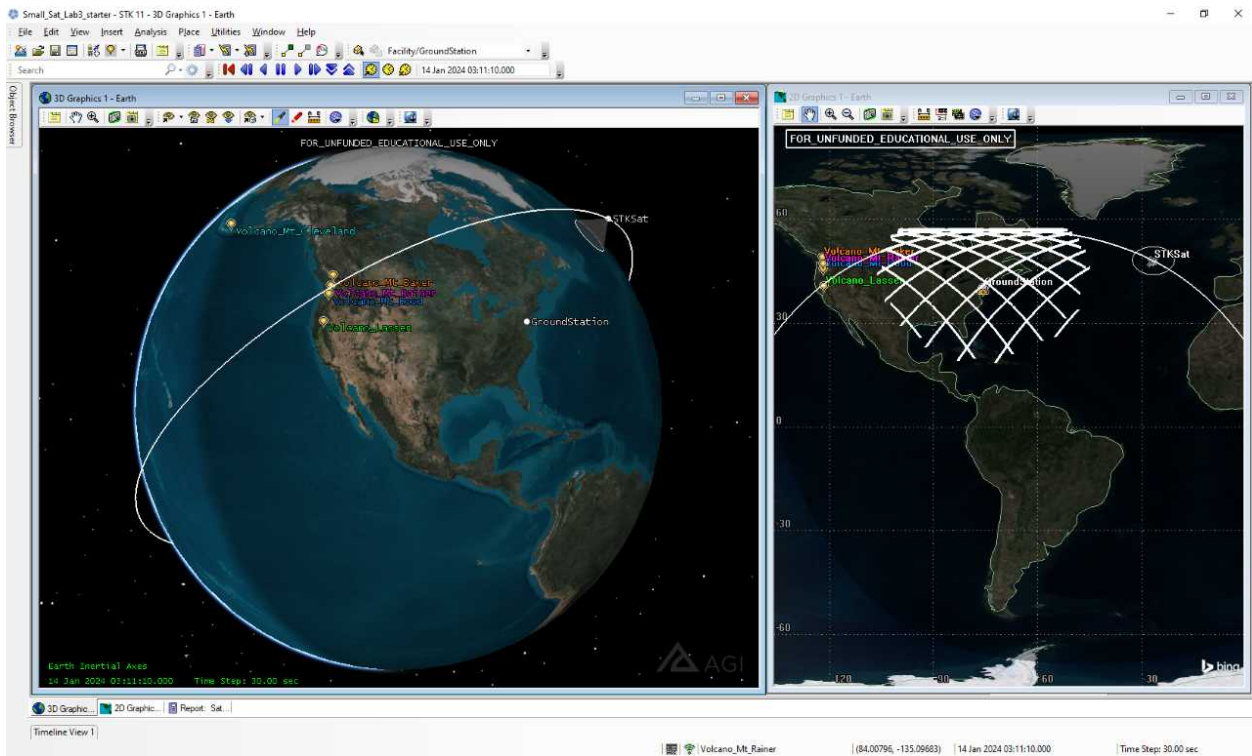 Small_Sat_Lab3_starter - STK 11 - 3D Graphics 1 - Earth
File Edit View Insert Analysis Place Utilities Window Help
Facility/GroundStation
Search
14 Jan 2024 03:11:10.000
Object Browser
3D Graphics 1 - Earth
FOR_UNFUNDED_EDUCATIONAL_USE_ONLY
STKSat
Volcano_Mt_Cleveland
Volcano_Mt_Baker
Volcano_Mt_Rainer
Volcano_Mt_Hood
Volcano_Lassen
GroundStation
AGI
Earth Inertial Axes
14 Jan 2024 03:11:10.000 Time Step: 30.00 sec
2D Graphics 1 - Earth
FOR_UNFUNDED_EDUCATIONAL_USE_ONLY
60
STKSat
Volcano_Lassen
GroundStation
30
0
-30
-60
-120 -90 -60 -30
bing
3D Graphic... 2D Graphic... Report: Sat...
Timeline View 1
Volcano_Mt_Rainer (84.00796, -135.09683) 14 Jan 2024 03:11:10.000 Time Step: 30.00 sec